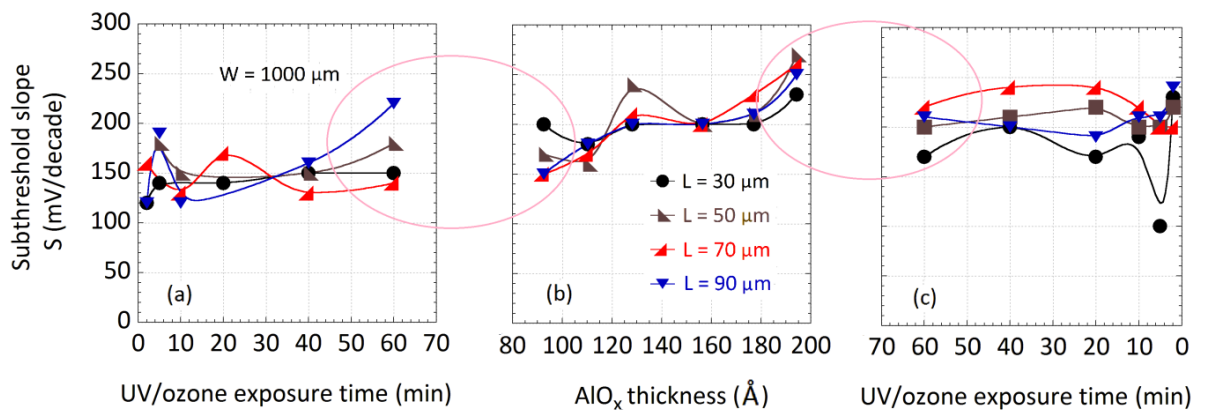 Subthreshold slope
S (mV/decade)
300
250
200
150
100
50
0
W = 1000 µm
(a)
0 10 20 30 40 50 60 70
UV/ozone exposure time (min)
L = 30 µm
L = 50 µm
L = 70 µm
L = 90 µm
(b)
80 100 120 140 160 180 200
AlOₓ thickness (Å)
(c)
70 60 50 40 30 20 10 0
UV/ozone exposure time (min)